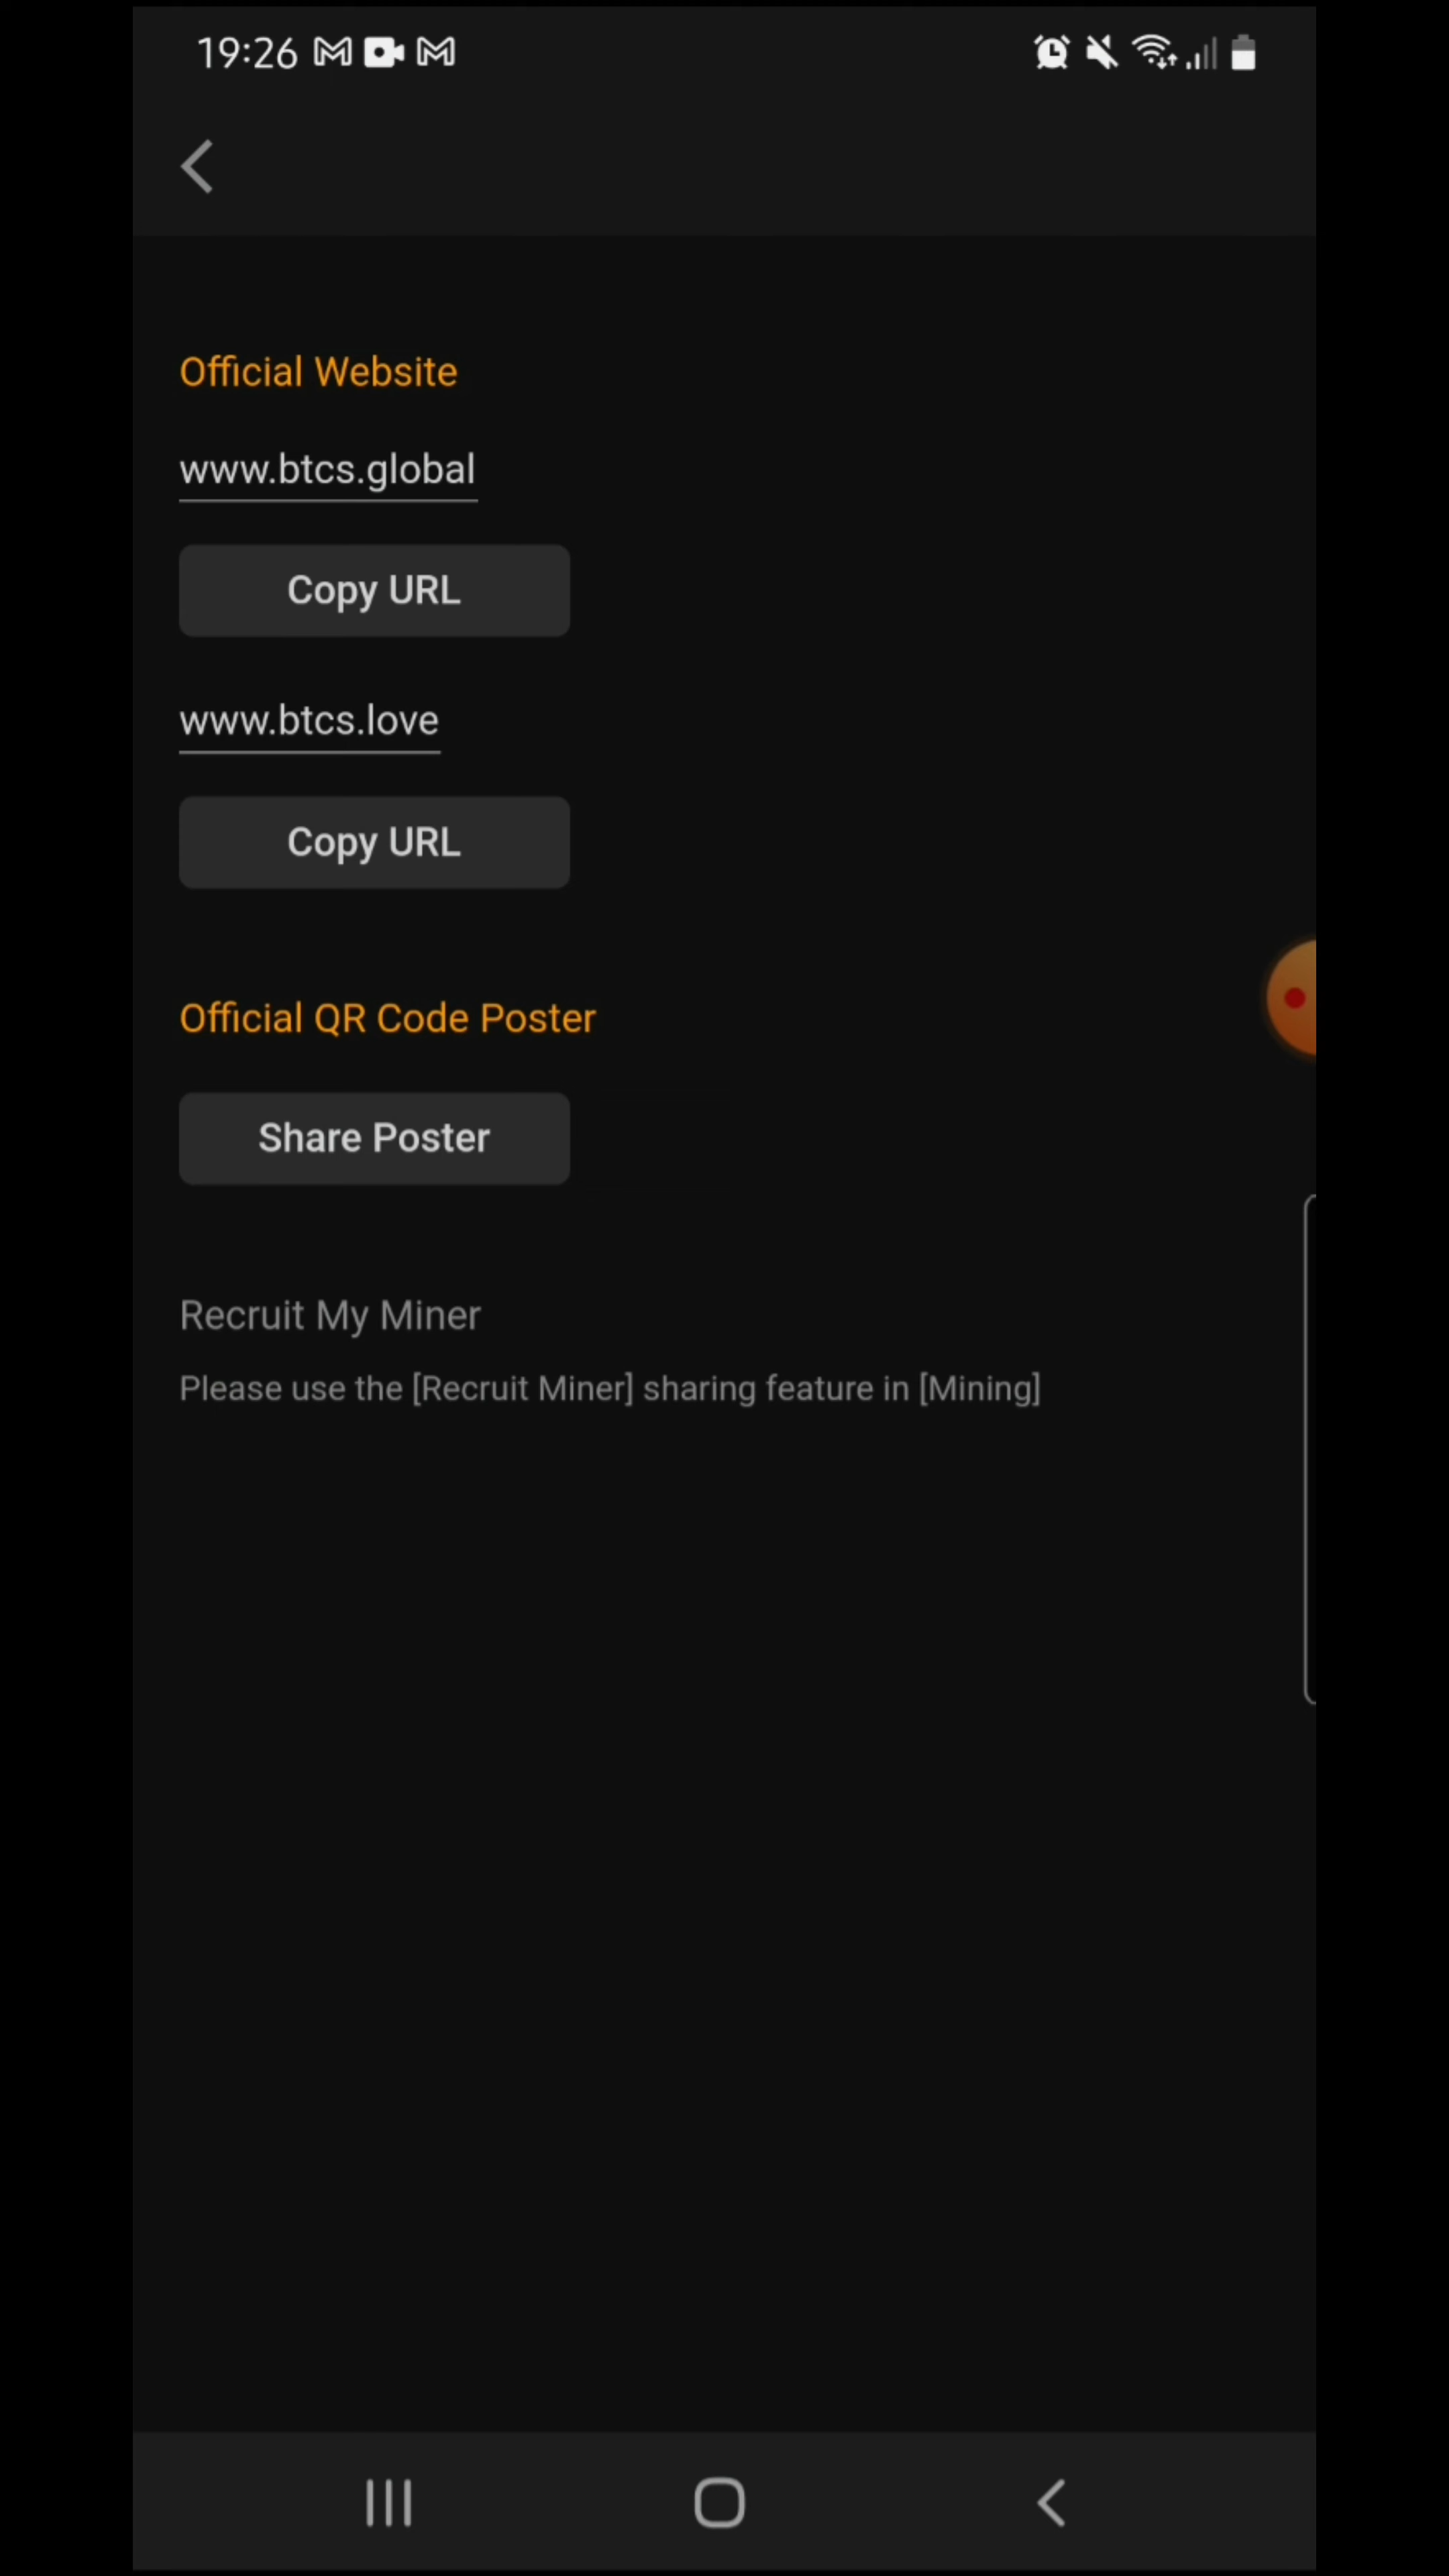 19:26
Official Website
www.btcs.global
Copy URL
www.btcs.love
Copy URL
Official QR Code Poster
Share Poster
Recruit My Miner
Please use the [Recruit Miner] sharing feature in [Mining]